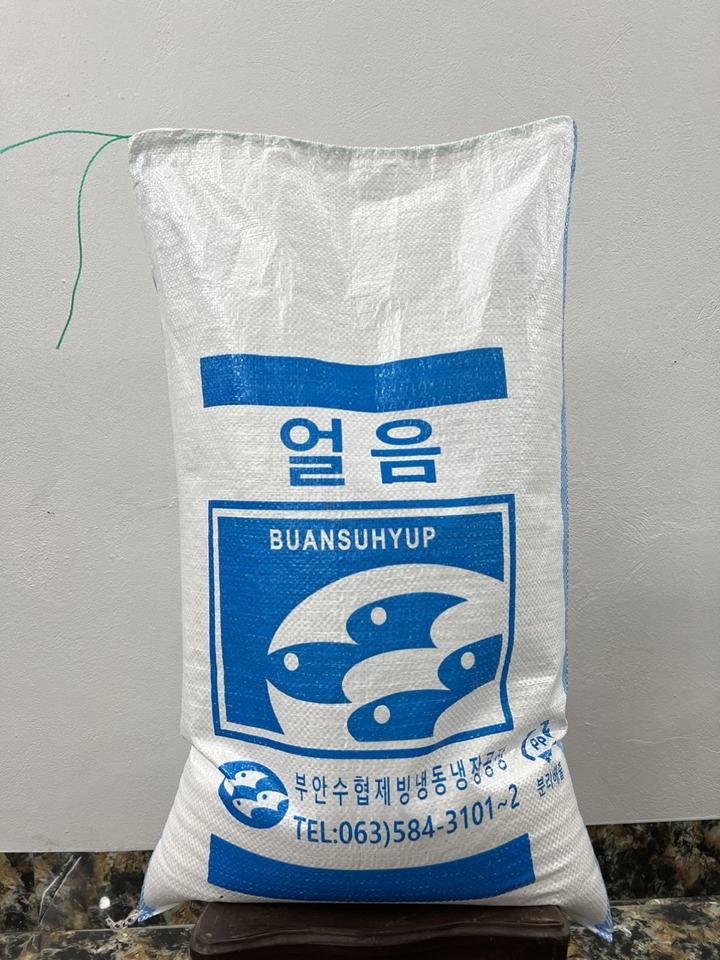 얼음
BUANSUHYUP
부안수협제빙냉동냉장공장
TEL:063)584-3101~2
PP
분리배출